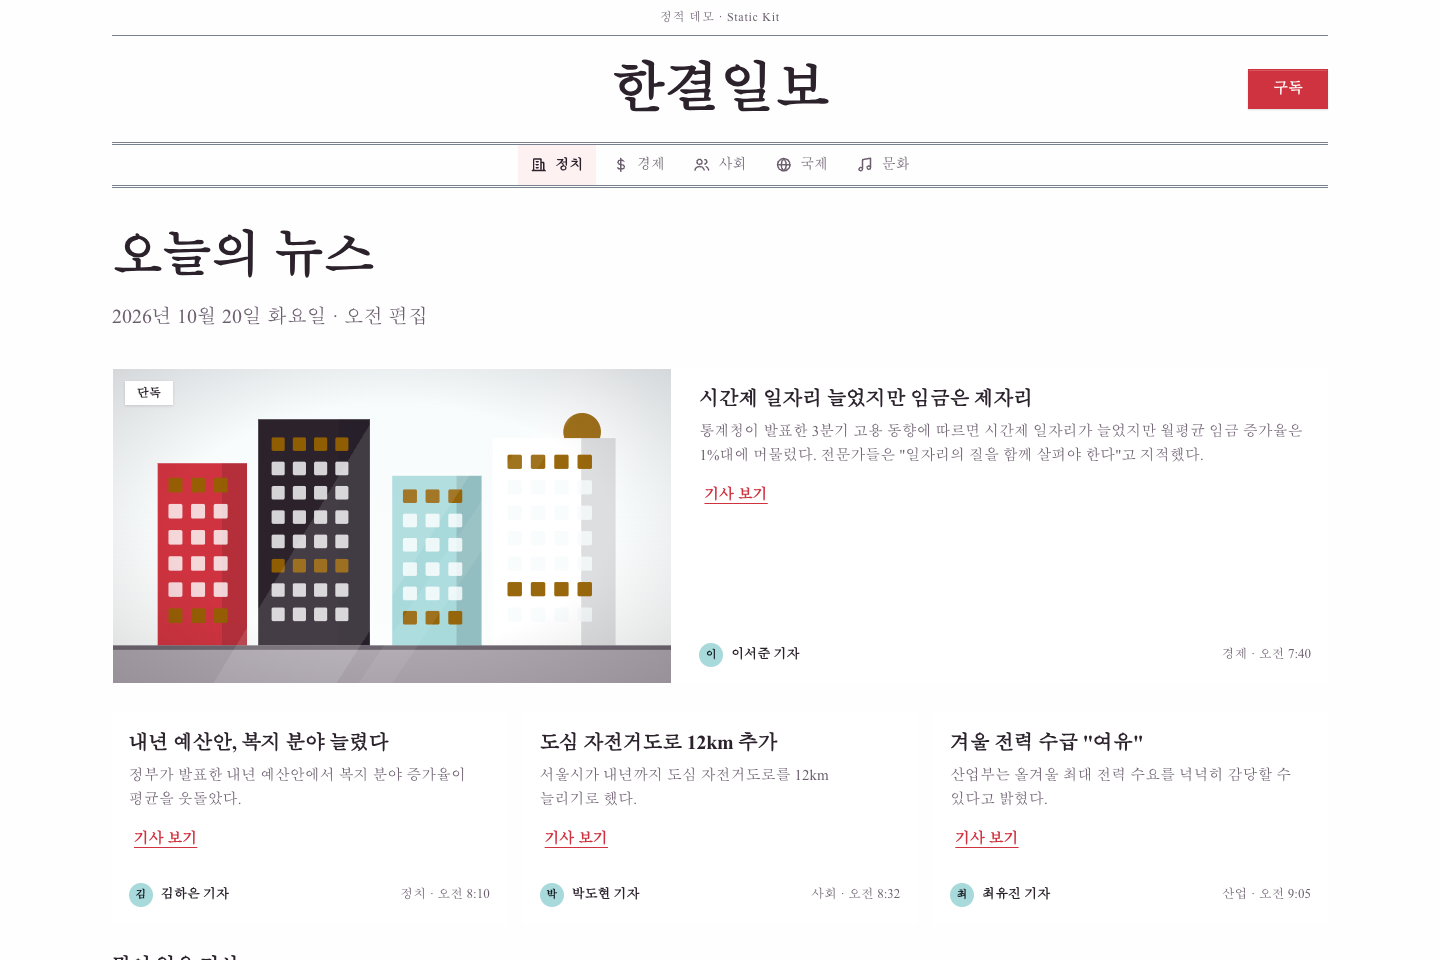 정적 데모 · Static Kit
한결일보
구독
정치
경제
사회
국제
문화
오늘의 뉴스
2026년 10월 20일 화요일 · 오전 편집
단독
시간제 일자리 늘었지만 임금은 제자리
통계청이 발표한 3분기 고용 동향에 따르면 시간제 일자리가 늘었지만 월평균 임금 증가율은
1%대에 머물렀다. 전문가들은 "일자리의 질을 함께 살펴야 한다"고 지적했다.
기사 보기
이
이서준 기자
경제 · 오전 7:40
내년 예산안, 복지 분야 늘렸다
정부가 발표한 내년 예산안에서 복지 분야 증가율이
평균을 웃돌았다.
기사 보기
김
김하은 기자
정치 · 오전 8:10
도심 자전거도로 12km 추가
서울시가 내년까지 도심 자전거도로를 12km
늘리기로 했다.
기사 보기
박
박도현 기자
사회 · 오전 8:32
겨울 전력 수급 "여유"
산업부는 올겨울 최대 전력 수요를 넉넉히 감당할 수
있다고 밝혔다.
기사 보기
최
최유진 기자
산업 · 오전 9:05